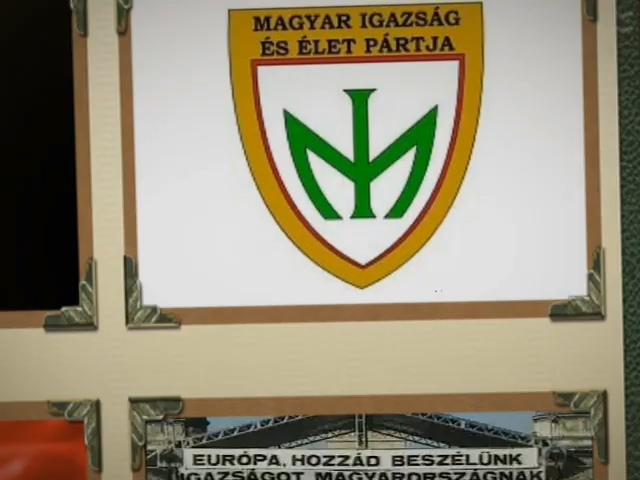 MAGYAR IGAZSÁG
ÉS ÉLET PÁRTJA
EURÓPA, HOZZÁD BESZÉLÜNK
IGAZSÁGOT MAGYARORSZÁGNAK